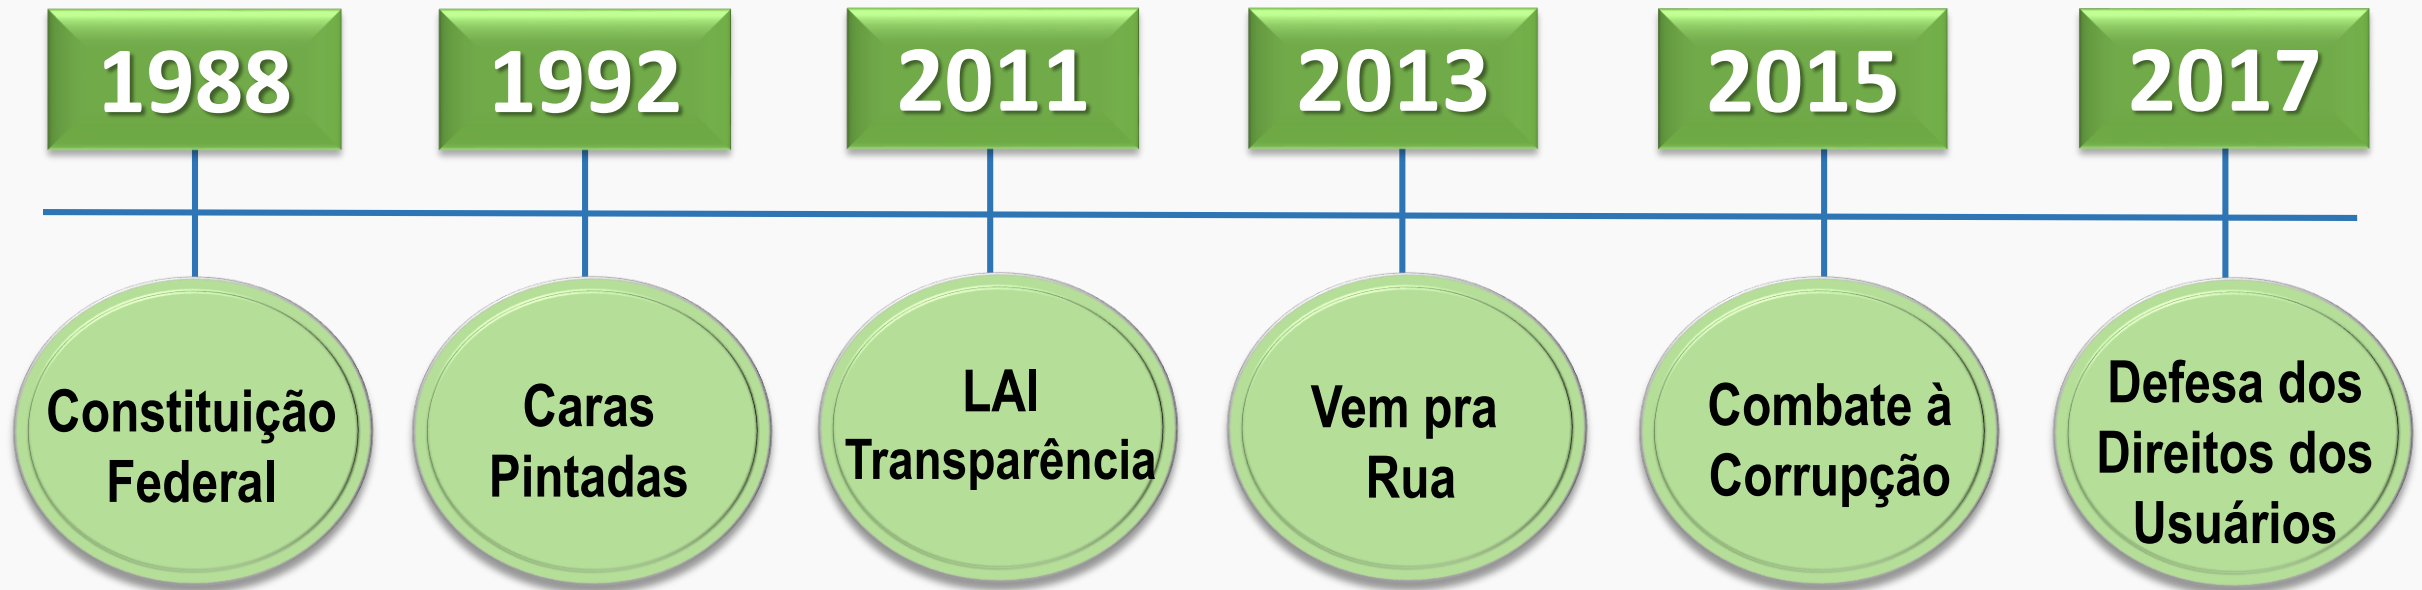 1988
1992
2011
2013
2015
2017
Constituição
Federal
Caras
Pintadas
LAI
Transparência
Vem pra
Rua
Combate à
Corrupção
Defesa dos
Direitos dos
Usuários